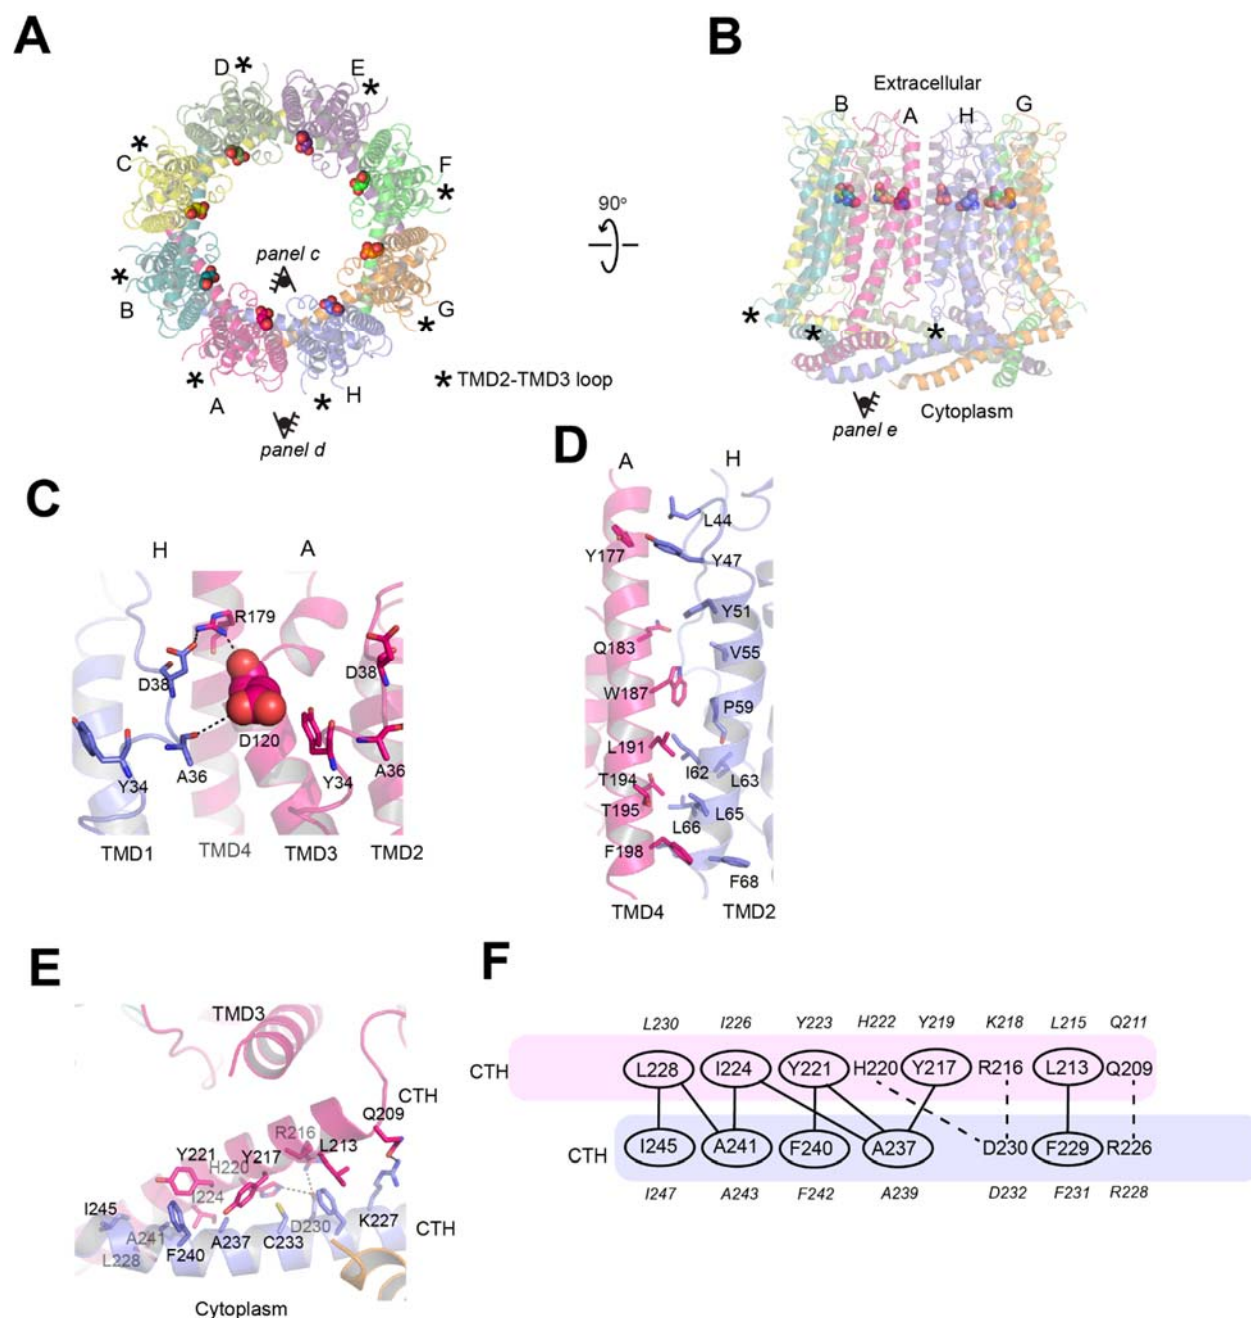 A
B
D
E
Extracellular
B
A
H
G
C
F
90°
panel c
B
G
A
H
TMD2-TMD3 loop
panel d
Cytoplasm
panel e
C
D
A
H
L44
Y177
Y47
H
A
R179
Y51
Q183
V55
D38
D38
W187
P59
D120
L191
Y34
A36
Y34
A36
T194
I62
L63
T195
L66
L65
TMD1
TMD4
TMD3
TMD2
F198
F68
TMD4
TMD2
E
F
TMD3
L230 I226 Y223 H222 Y219 K218 L215 Q211
CTH L228 I224 Y221 H220 Y217 R216 L213 Q209
CTH
Q209
R216
L213
Y221
H220
Y217
CTH I245 A241 F240 A237 D230 F229 R226
I247 A243 F242 A239 D232 F231 R228
I224
I245
A241
F240
A237
C233
D230
K227
CTH
L228
Cytoplasm